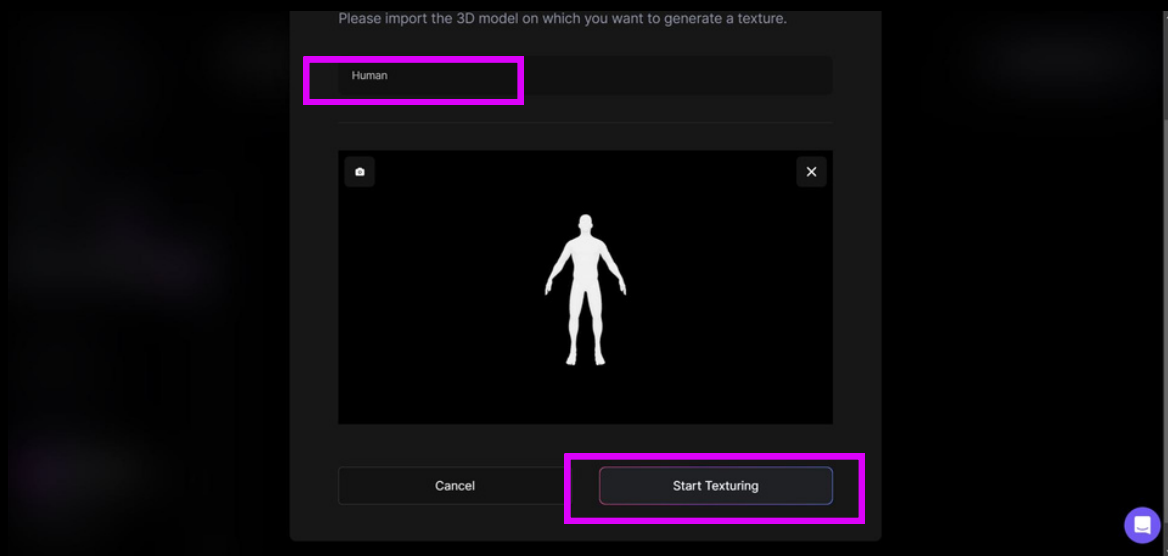 Please import the 3D model on which you want to generate a texture.
Human
Cancel
Start Texturing